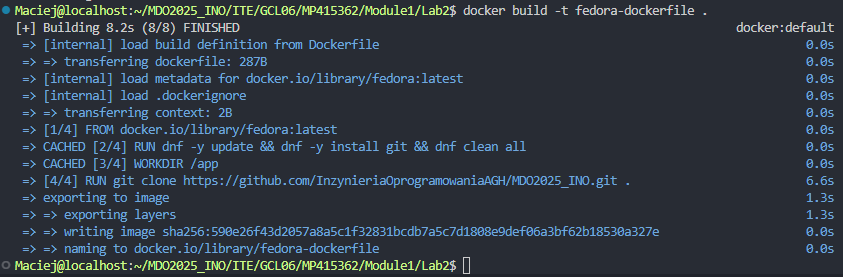 Maciej@localhost:~/MDO2025_INO/ITE/GCL06/MP415362/Module1/Lab2$ docker build -t fedora-dockerfile .
[+] Building 8.2s (8/8) FINISHED docker:default
=> [internal] load build definition from Dockerfile 0.0s
=> => transferring dockerfile: 287B 0.0s
=> [internal] load metadata for docker.io/library/fedora:latest 0.0s
=> [internal] load .dockerignore 0.0s
=> => transferring context: 2B 0.0s
=> [1/4] FROM docker.io/library/fedora:latest 0.0s
=> CACHED [2/4] RUN dnf -y update && dnf -y install git && dnf clean all 0.0s
=> CACHED [3/4] WORKDIR /app 0.0s
=> [4/4] RUN git clone https://github.com/InzynieriaOprogramowaniaAGH/MDO2025_INO.git . 6.6s
=> exporting to image 1.3s
=> => exporting layers 1.3s
=> => writing image sha256:590e26f43d2057a8a5c1f32831bcdb7a5c7d1808e9def06a3bf62b18530a327e 0.0s
=> => naming to docker.io/library/fedora-dockerfile 0.0s
Maciej@localhost:~/MDO2025_INO/ITE/GCL06/MP415362/Module1/Lab2$